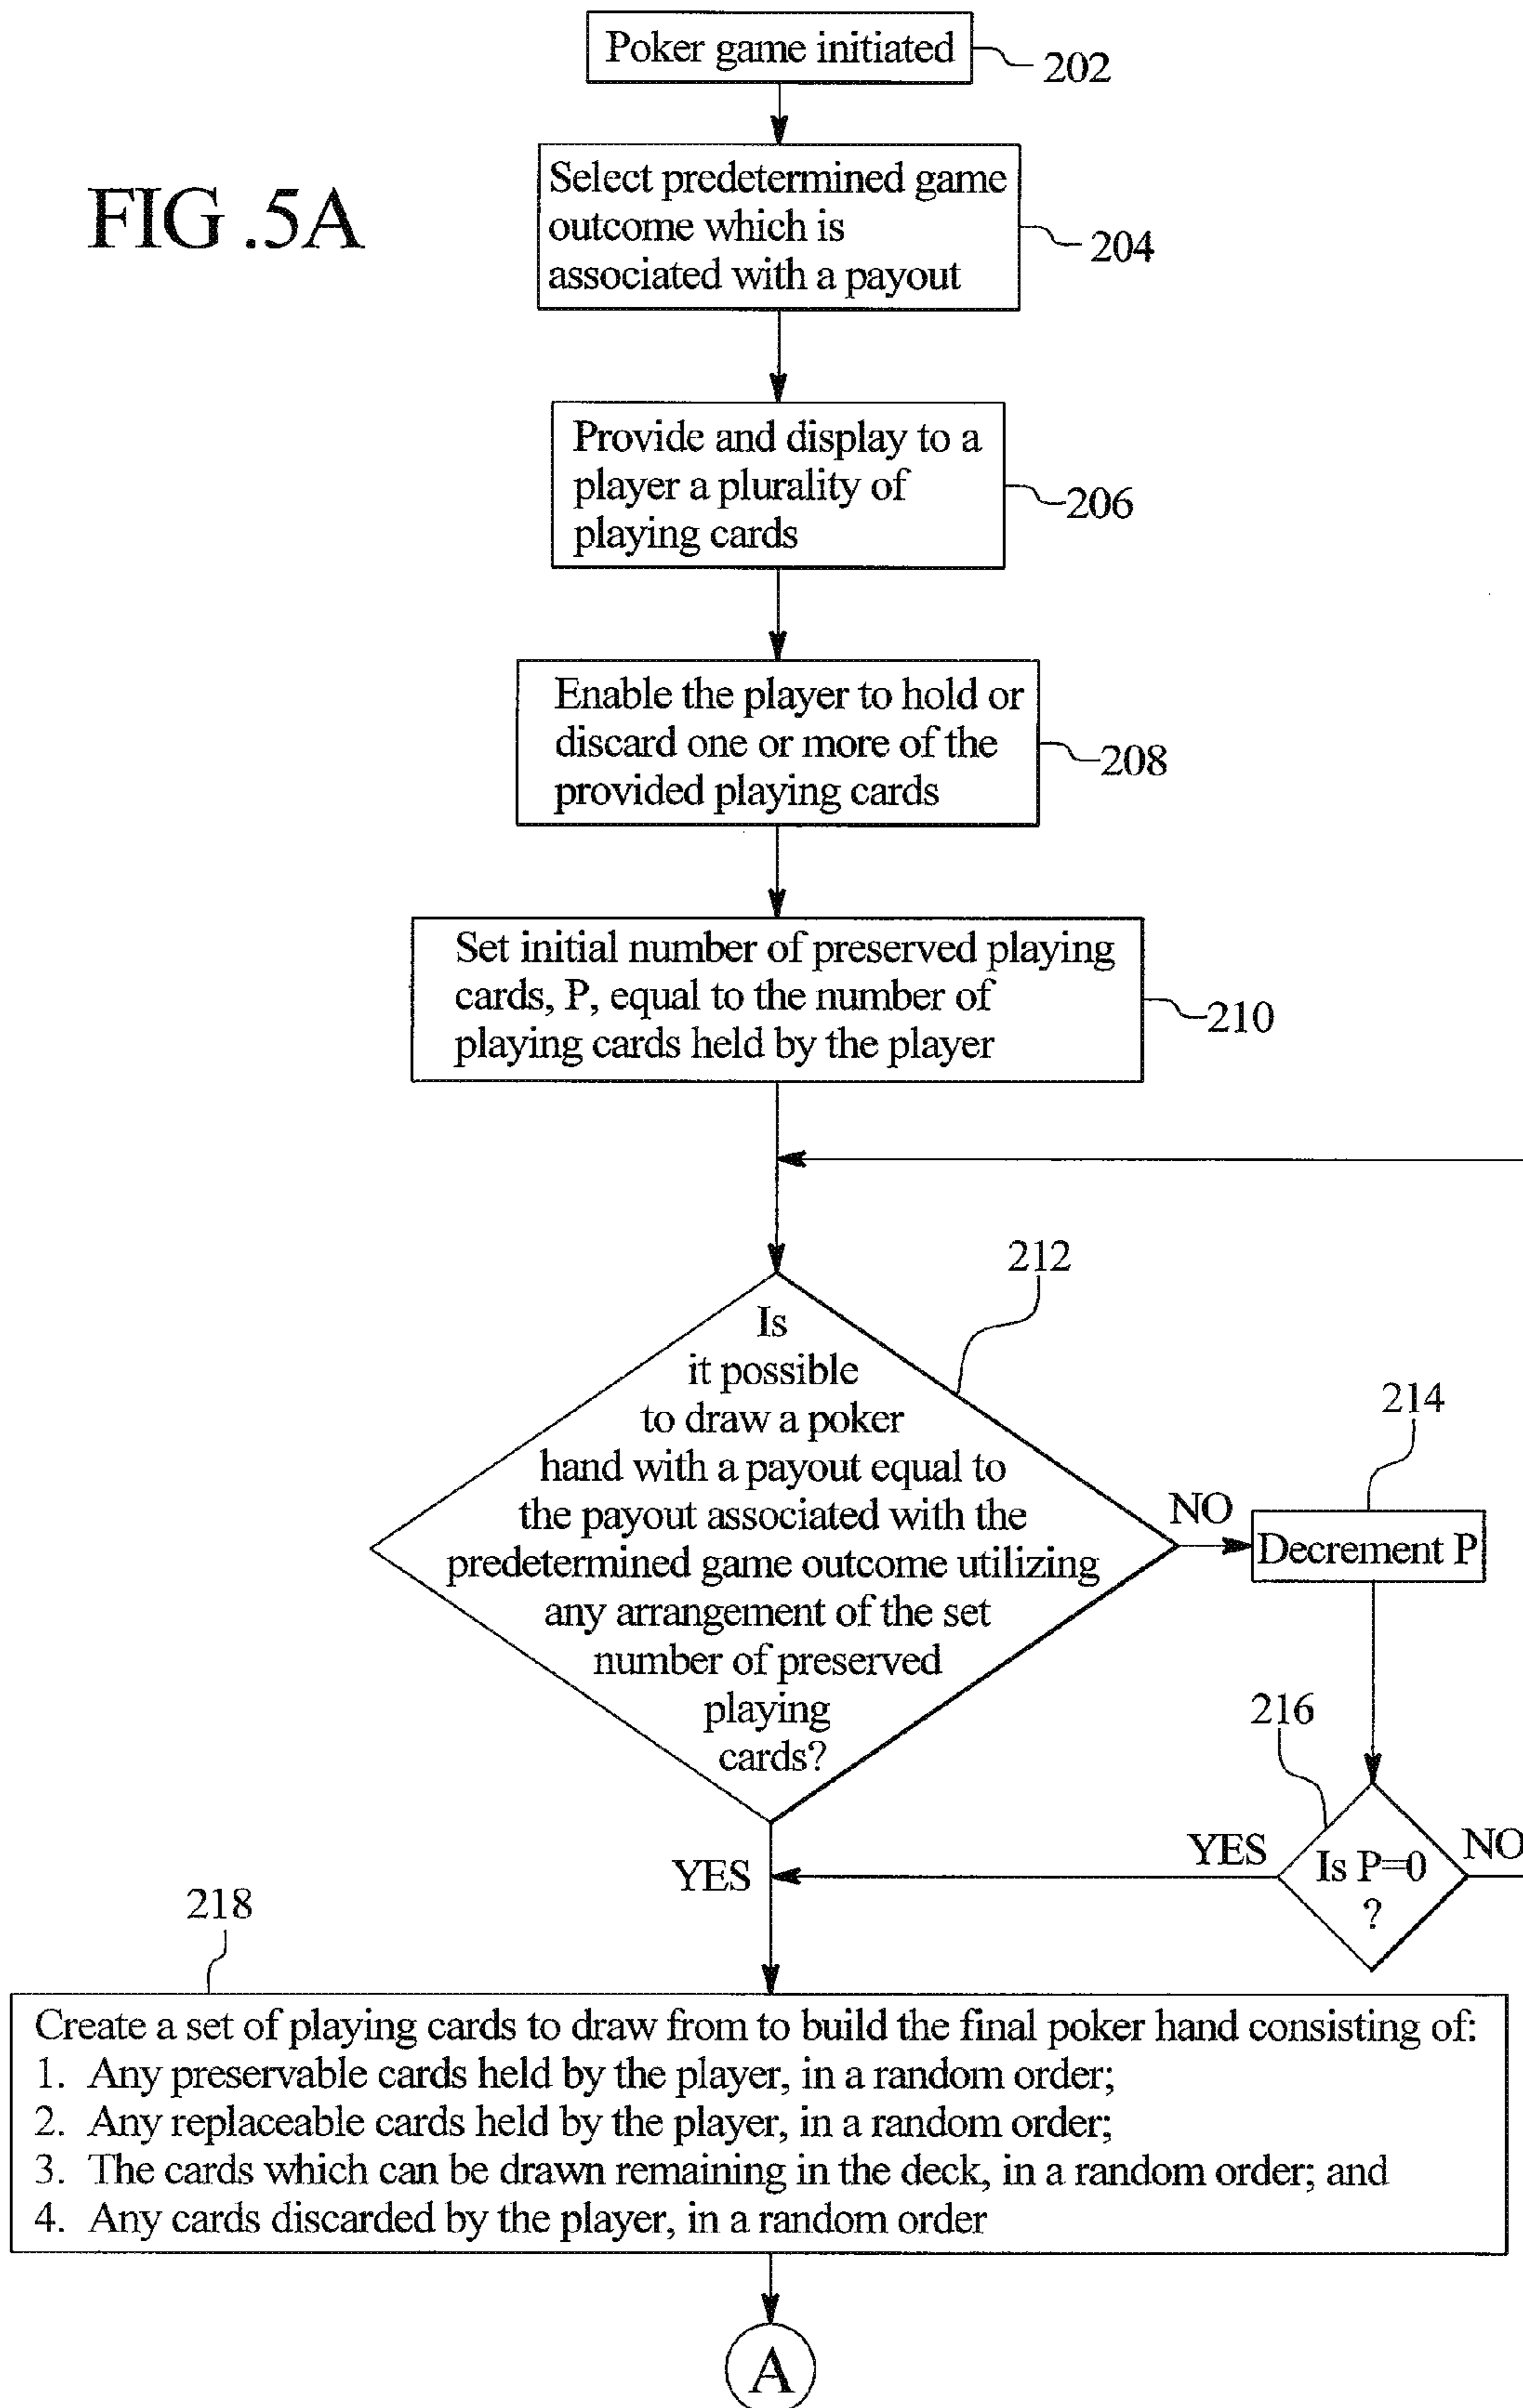 Poker game initiated
202
FIG .5A
Select predetermined game
outcome which is
associated with a payout
204
Provide and display to a
player a plurality of
playing cards
206
Enable the player to hold or
discard one or more of the
provided playing cards
208
Set initial number of preserved playing
cards, P, equal to the number of
playing cards held by the player
210
212
Is
it possible
to draw a poker
hand with a payout equal to
the payout associated with the
predetermined game outcome utilizing
any arrangement of the set
number of preserved
playing
cards?
NO
214
Decrement P
216
Is P=0
?
YES
NO
YES
218
Create a set of playing cards to draw from to build the final poker hand consisting of:
1. Any preservable cards held by the player, in a random order;
2. Any replaceable cards held by the player, in a random order;
3. The cards which can be drawn remaining in the deck, in a random order; and
4. Any cards discarded by the player, in a random order
A